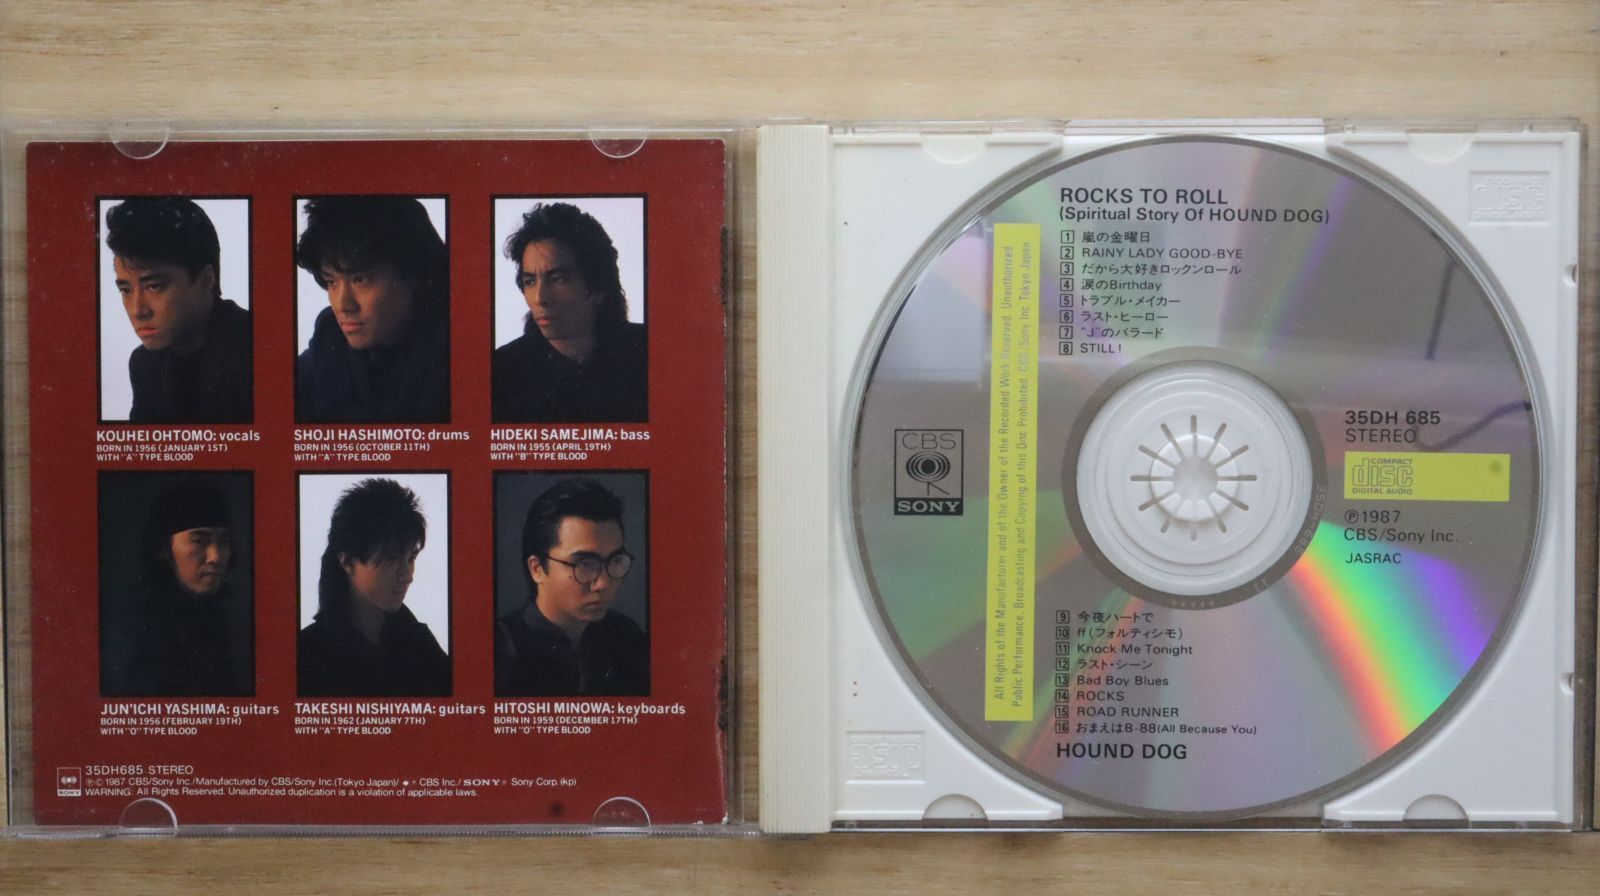 KOUHEI OHTOMO: vocals
BORN IN 1956 (JANUARY 1ST)
WITH "A" TYPE BLOOD
SHOJI HASHIMOTO: drums
BORN IN 1956 (OCTOBER 11TH)
WITH "A" TYPE BLOOD
HIDEKI SAMEJIMA: bass
BORN IN 1955 (APRIL 19TH)
WITH "B" TYPE BLOOD
JUN'ICHI YASHIMA: guitars
BORN IN 1956 (FEBRUARY 19TH)
WITH "O" TYPE BLOOD
TAKESHI NISHIYAMA: guitars
BORN IN 1962 (JANUARY 7TH)
WITH "A" TYPE BLOOD
HITOSHI MINOWA: keyboards
BORN IN 1959 (DECEMBER 17TH)
WITH "O" TYPE BLOOD
SONY
35DH685 STEREO
ⓅⒸ 1987 CBS/Sony Inc./Manufactured by CBS/Sony Inc.(Tokyo Japan)/ CBS Inc./ SONY Sony Corp.(kp)
WARNING: All Rights Reserved. Unauthorized duplication is a violation of applicable laws.
ROCKS TO ROLL
(Spiritual Story Of HOUND DOG)
1 嵐の金曜日
2 RAINY LADY GOOD-BYE
3 だから大好きロックンロール
4 涙のBirthday
5 トラブル・メイカー
6 ラスト・ヒーロー
7 "J"のバラード
8 STILL!
All Rights of the Manufacturer and of the Owner of the Recorded Work Reserved. Unauthorized
Public Performance, Broadcasting and Copying of this Disc Prohibited. CBS/Sony Inc. Tokyo Japan
CBS
SONY
35DH 685
STEREO
COMPACT
disc
DIGITAL AUDIO
Ⓟ1987
CBS/Sony Inc.
JASRAC
9 今夜ハートで
10 ff (フォルティシモ)
11 Knock Me Tonight
12 ラスト・シーン
13 Bad Boy Blues
14 ROCKS
15 ROAD RUNNER
16 おまえはB-88(All Because You)
HOUND DOG